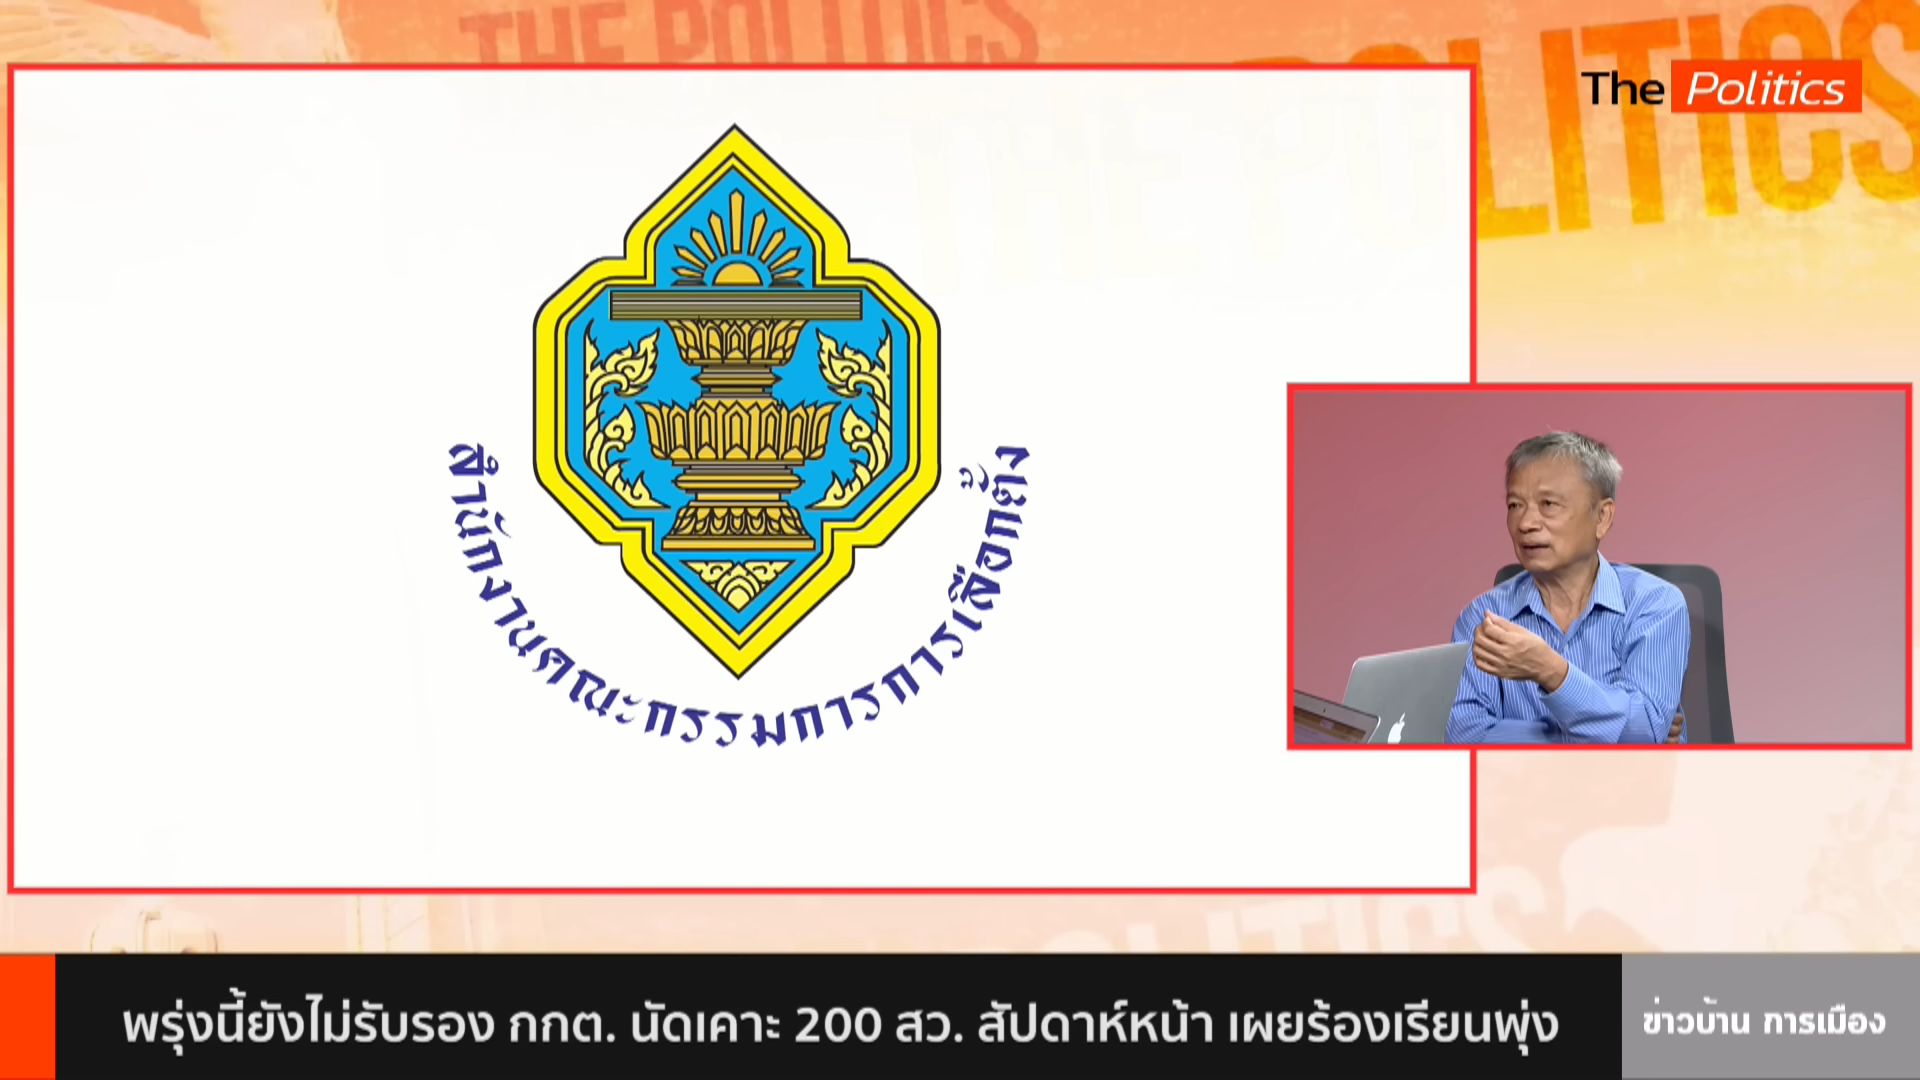 THE POLITICS
POLITICS
The Politics
สำนักงานคณะกรรมการการเลือกตั้ง
พรุ่งนี้ยังไม่รับรอง กกต. นัดเคาะ 200 สว. สัปดาห์หน้า เผยร้องเรียนพุ่ง
ข่าวบ้าน การเมือง